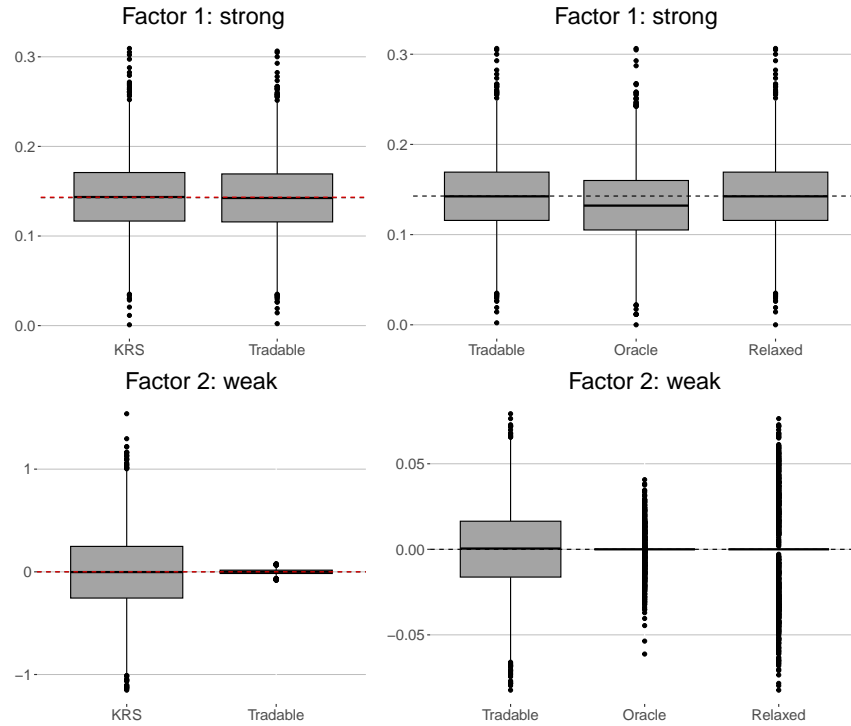 Factor 1: strong
0.3
0.2
0.1
0.0
KRS Tradable
Factor 1: strong
0.3
0.2
0.1
0.0
Tradable Oracle Relaxed
Factor 2: weak
1
0
−1
KRS Tradable
Factor 2: weak
0.05
0.00
−0.05
Tradable Oracle Relaxed